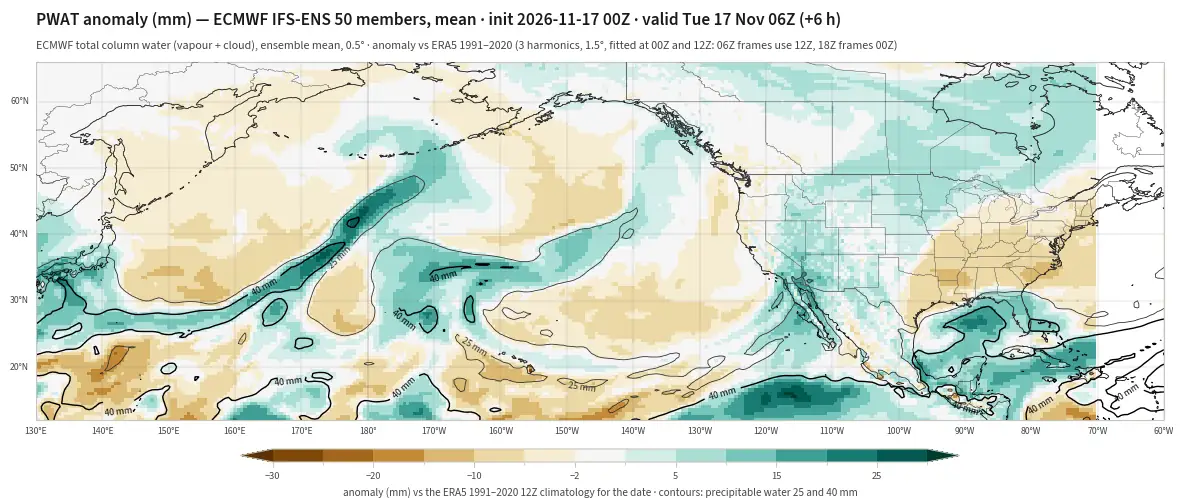 PWAT anomaly (mm) — ECMWF IFS-ENS 50 members, mean · init 2026-11-17 00Z · valid Tue 17 Nov 06Z (+6 h)
ECMWF total column water (vapour + cloud), ensemble mean, 0.5° · anomaly vs ERA5 1991–2020 (3 harmonics, 1.5°, fitted at 00Z and 12Z: 06Z frames use 12Z, 18Z frames 00Z)
60°N
50°N
40°N
30°N
20°N
25 mm
40 mm
40 mm
40 mm
25 mm
25 mm
40 mm
40 mm
40 mm
40 mm
40 mm
40 mm
40 mm
130°E 140°E 150°E 160°E 170°E 180° 170°W 160°W 150°W 140°W 130°W 120°W 110°W 100°W 90°W 80°W 70°W 60°W
−30 −20 −10 −2 5 15 25
anomaly (mm) vs the ERA5 1991–2020 12Z climatology for the date · contours: precipitable water 25 and 40 mm